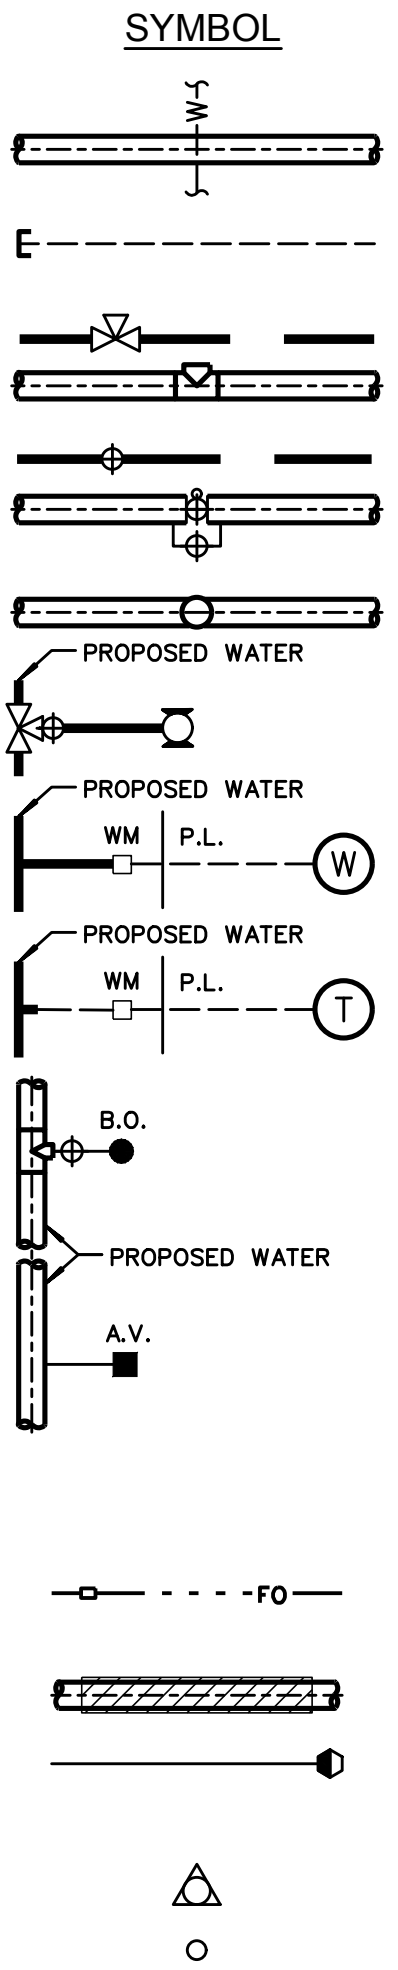 SYMBOL
W
PROPOSED WATER
PROPOSED WATER
WM P.L.
W
PROPOSED WATER
WM P.L.
T
B.O.
PROPOSED WATER
A.V.
FO